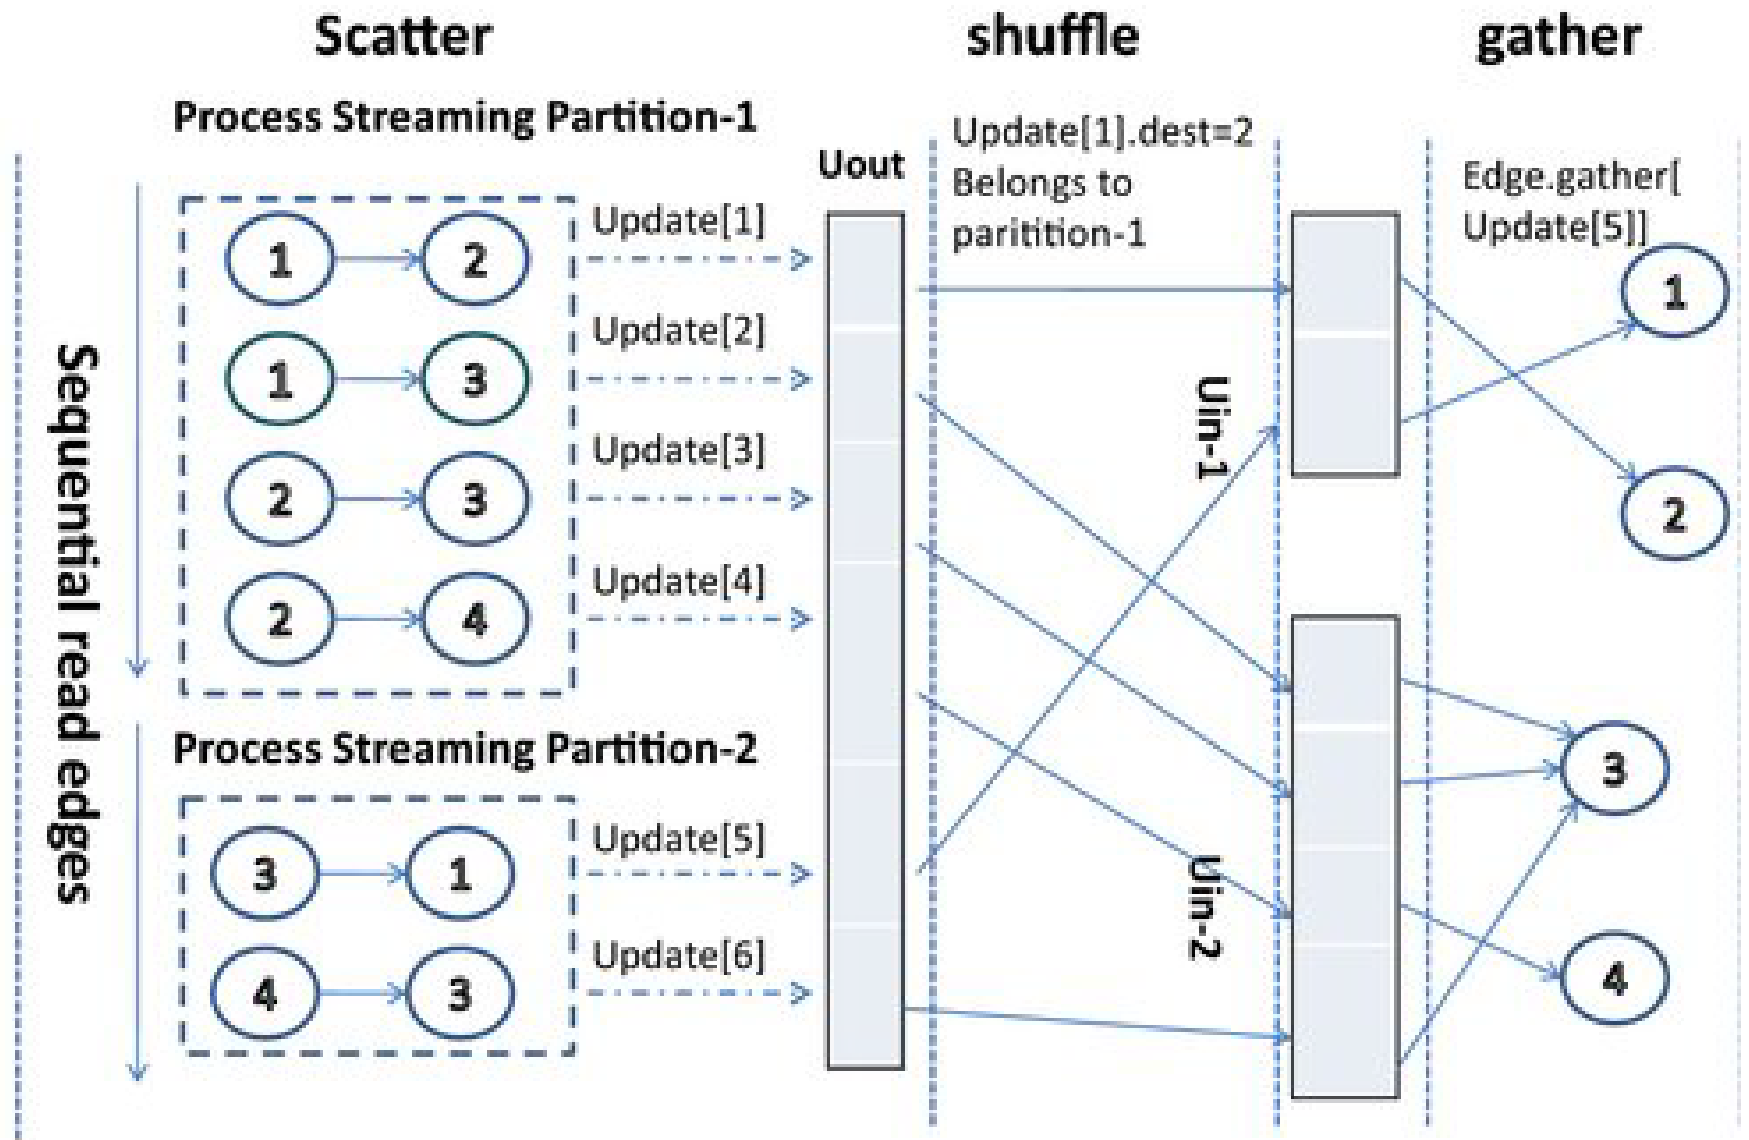 Scatter
shuffle
gather
Process Streaming Partition-1
Uout
Update[1].dest=2
Belongs to
paritition-1
Edge.gather[
Update[5]]
Sequential read edges
1
2
Update[1]
1
3
Update[2]
2
3
Update[3]
2
4
Update[4]
Process Streaming Partition-2
3
1
Update[5]
4
3
Update[6]
Uin-1
Uin-2
1
2
3
4